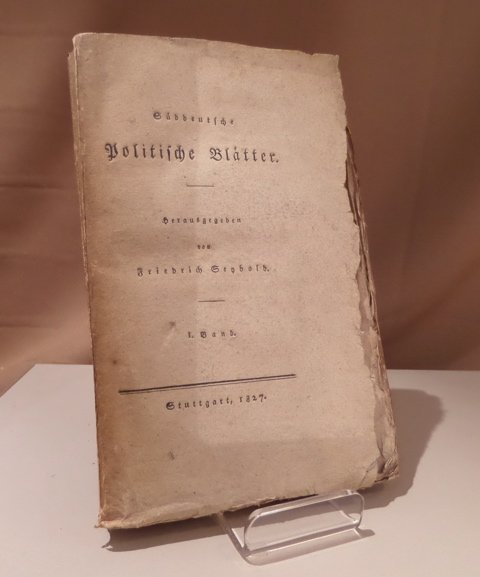 Süddeutsche
Politische Blätter.
Herausgegeben
von
Friedrich Seybold.
1. Band.
Stuttgart, 1827.